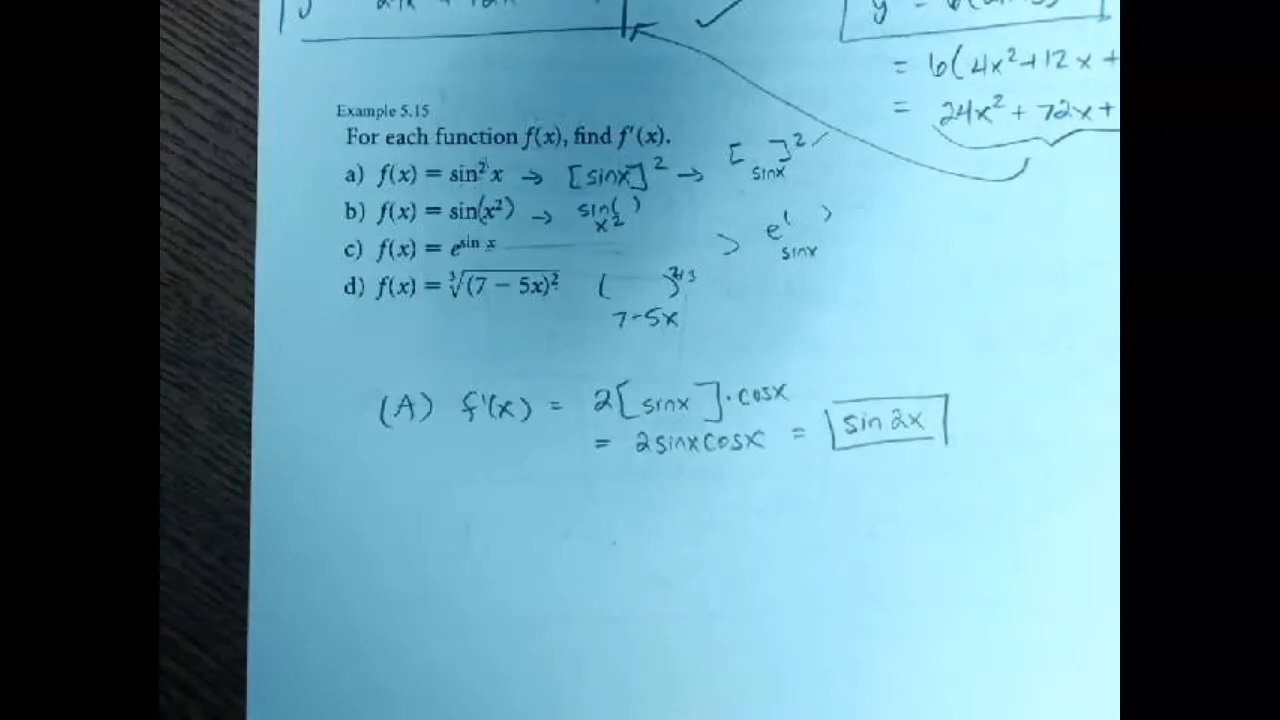 = 6(4x²+12x+
= 24x² + 72x+
Example 5.15
For each function f(x), find f'(x).
a) f(x) = sin²x → [sinx]² → [ ]²
sinx
b) f(x) = sin(x²) → sin( )
x²
c) f(x) = e^(sin x) > e^( )
sinx
d) f(x) = ∛(7 − 5x)² ( )^2/3
7-5x
(A) f'(x) = 2[sinx]·cosx
= 2sinxcosx = sin2x